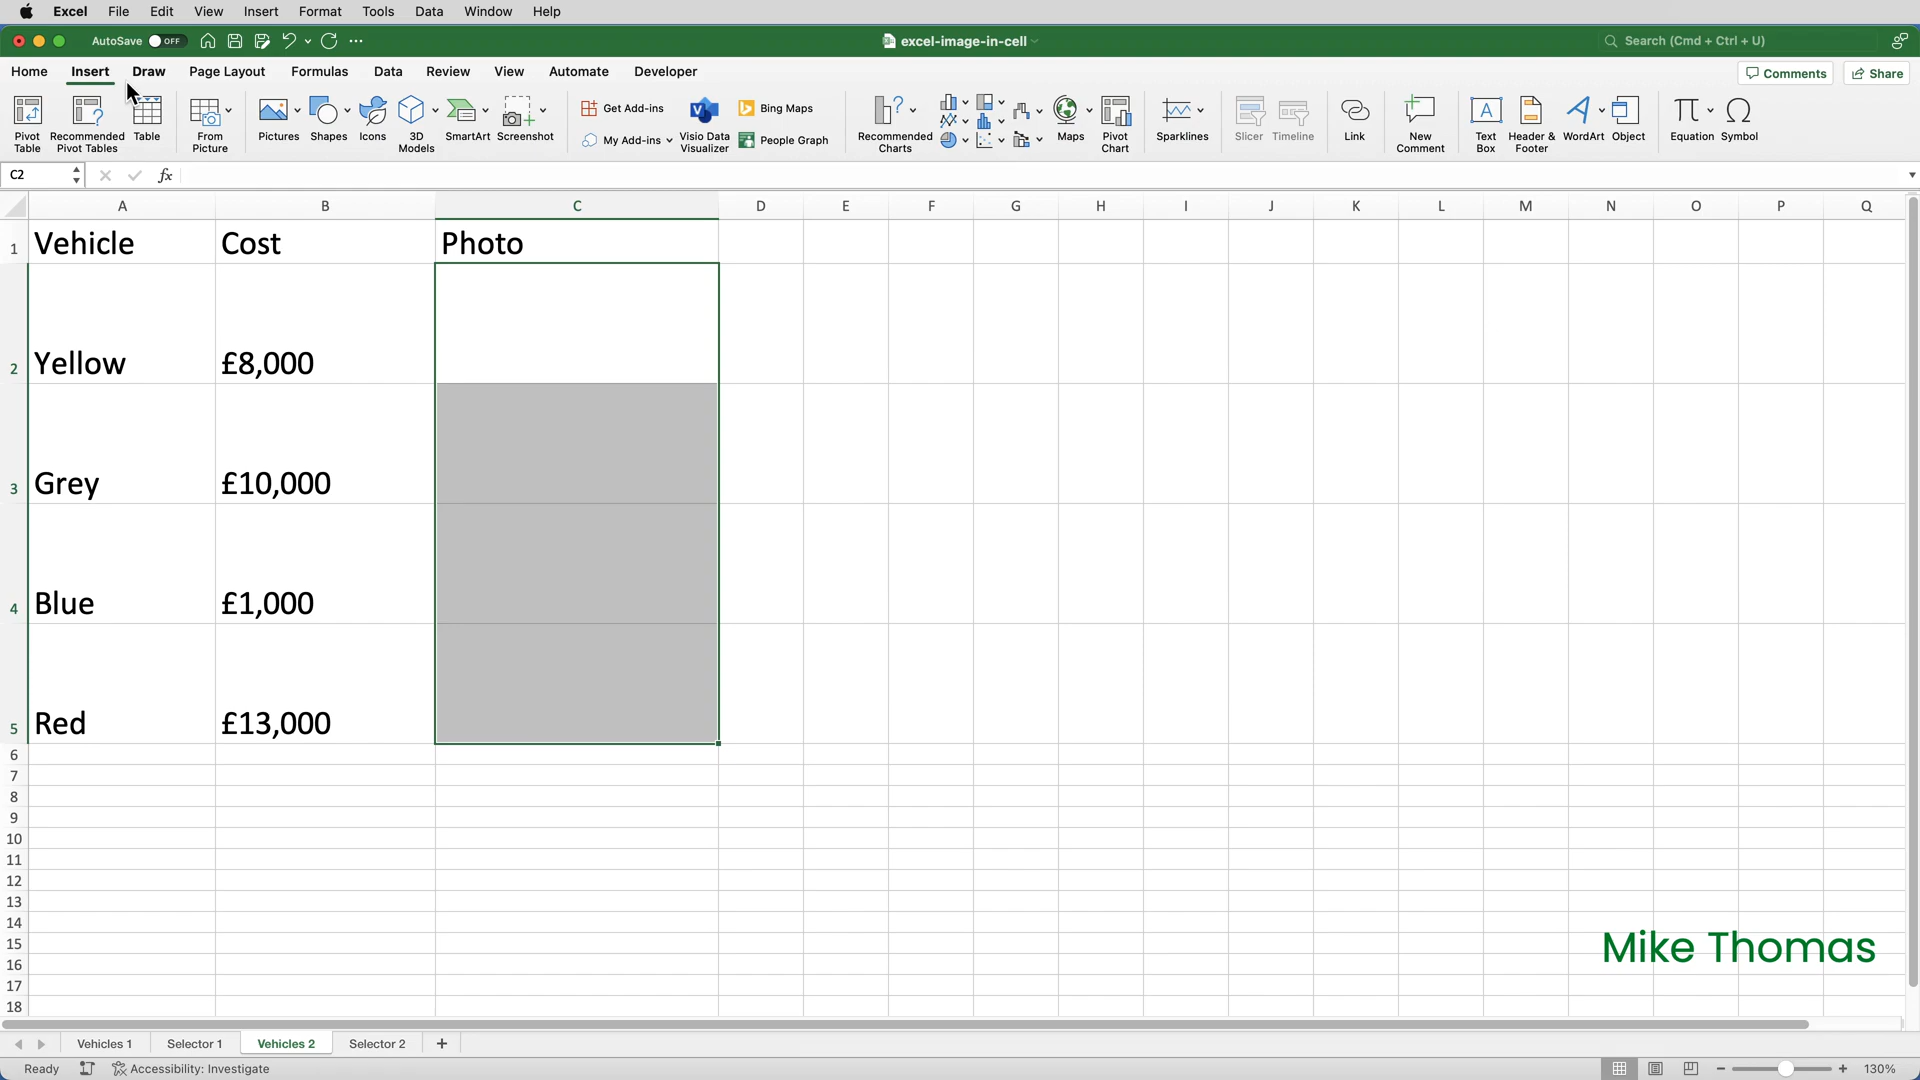 Excel File Edit View Insert Format Tools Data Window Help
AutoSave OFF ... excel-image-in-cell Search (Cmd + Ctrl + U)
Home Insert Draw Page Layout Formulas Data Review View Automate Developer Comments Share
Pivot Table
Recommended Pivot Tables
Table
From Picture
Pictures
Shapes
Icons
3D Models
SmartArt
Screenshot
Get Add-ins
My Add-ins
Visio Data Visualizer
Bing Maps
People Graph
Recommended Charts
Maps
Pivot Chart
Sparklines
Slicer
Timeline
Link
New Comment
Text Box
Header & Footer
WordArt
Object
Equation
Symbol
C2 fx
A B C D E F G H I J K L M N O P Q
1 Vehicle Cost Photo
2 Yellow £8,000
3 Grey £10,000
4 Blue £1,000
5 Red £13,000
6
7
8
9
10
11
12
13
14
15
16
17
18
Mike Thomas
Vehicles 1 Selector 1 Vehicles 2 Selector 2 +
Ready Accessibility: Investigate 130%